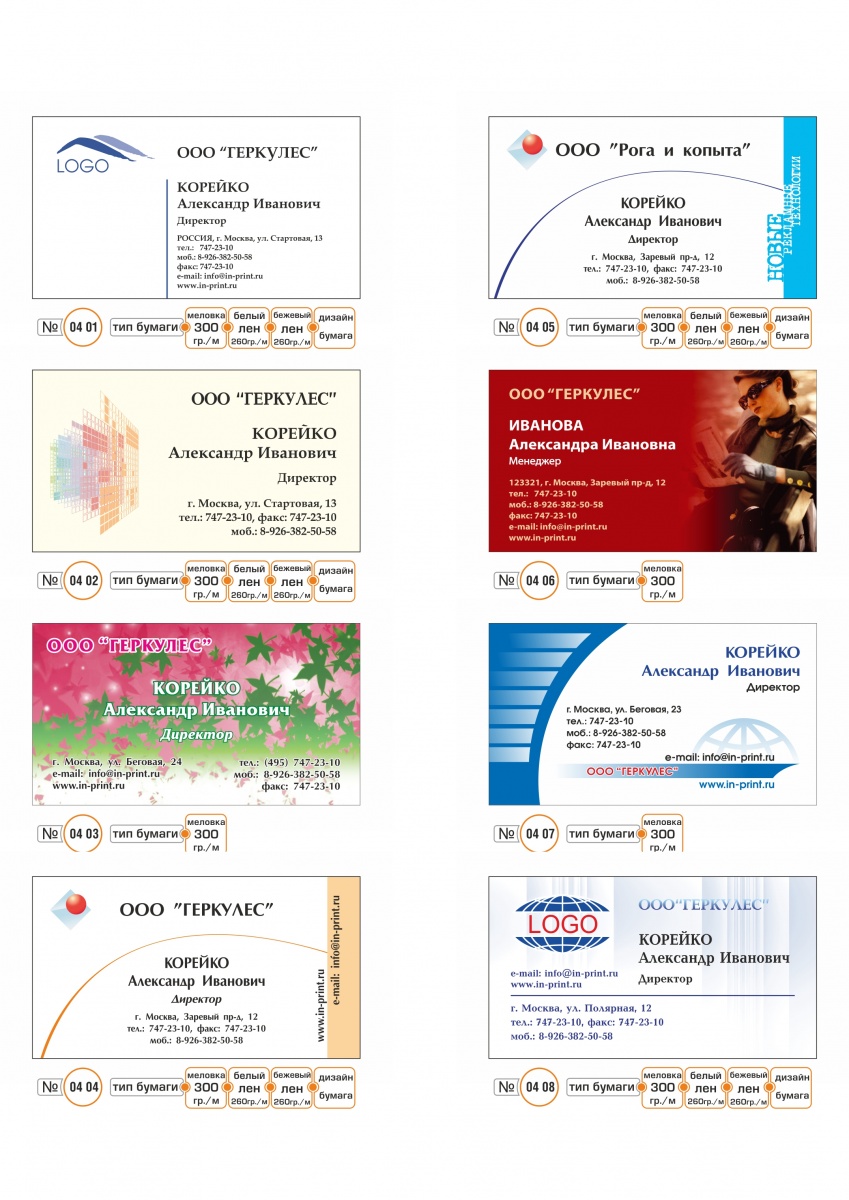 LOGO
ООО "ГЕРКУЛЕС"
КОРЕЙКО
Александр Иванович
Директор
РОССИЯ, г. Москва, ул. Стартовая, 13
тел.: 747-23-10
моб.: 8-926-382-50-58
факс: 747-23-10
e-mail: info@in-print.ru
www.in-print.ru
№ 04 01 тип бумаги меловка 300 гр./м белый лен 260гр./м бежевый лен 260гр./м дизайн бумага
ООО "Рога и копыта"
КОРЕЙКО
Александр Иванович
Директор
г. Москва, Заревый пр-д, 12
тел.: 747-23-10, факс: 747-23-10
моб.: 8-926-382-50-58
НОВЫЕ
РЕКЛАМНЫЕ
ТЕХНОЛОГИИ
№ 04 05 тип бумаги меловка 300 гр./м белый лен 260гр./м бежевый лен 260гр./м дизайн бумага
ООО "ГЕРКУЛЕС"
КОРЕЙКО
Александр Иванович
Директор
г. Москва, ул. Стартовая, 13
тел.: 747-23-10, факс: 747-23-10
моб.: 8-926-382-50-58
№ 04 02 тип бумаги меловка 300 гр./м белый лен 260гр./м бежевый лен 260гр./м дизайн бумага
ООО "ГЕРКУЛЕС"
ИВАНОВА
Александра Ивановна
Менеджер
123321, г. Москва, Заревый пр-д, 12
тел.: 747-23-10
моб.: 8-926-382-50-58
факс: 747-23-10
e-mail: info@in-print.ru
www.in-print.ru
№ 04 06 тип бумаги меловка 300 гр./м
ООО "ГЕРКУЛЕС"
КОРЕЙКО
Александр Иванович
Директор
г. Москва, ул. Беговая, 24 тел.: (495) 747-23-10
e-mail: info@in-print.ru моб.: 8-926-382-50-58
www.in-print.ru факс: 747-23-10
№ 04 03 тип бумаги меловка 300 гр./м
КОРЕЙКО
Александр Иванович
Директор
г. Москва, ул. Беговая, 23
тел.: 747-23-10
моб.: 8-926-382-50-58
факс: 747-23-10
e-mail: info@in-print.ru
ООО "ГЕРКУЛЕС"
www.in-print.ru
№ 04 07 тип бумаги меловка 300 гр./м
ООО "ГЕРКУЛЕС"
КОРЕЙКО
Александр Иванович
Директор
г. Москва, Заревый пр-д, 12
тел.: 747-23-10, факс: 747-23-10
моб.: 8-926-382-50-58
www.in-print.ru
e-mail: info@in-print.ru
№ 04 04 тип бумаги меловка 300 гр./м белый лен 260гр./м бежевый лен 260гр./м дизайн бумага
LOGO
ООО"ГЕРКУЛЕС"
КОРЕЙКО
Александр Иванович
Директор
e-mail: info@in-print.ru
www.in-print.ru
г. Москва, ул. Полярная, 12
тел.: 747-23-10, факс: 747-23-10
моб.: 8-926-382-50-58
№ 04 08 тип бумаги меловка 300 гр./м белый лен 260гр./м бежевый лен 260гр./м дизайн бумага